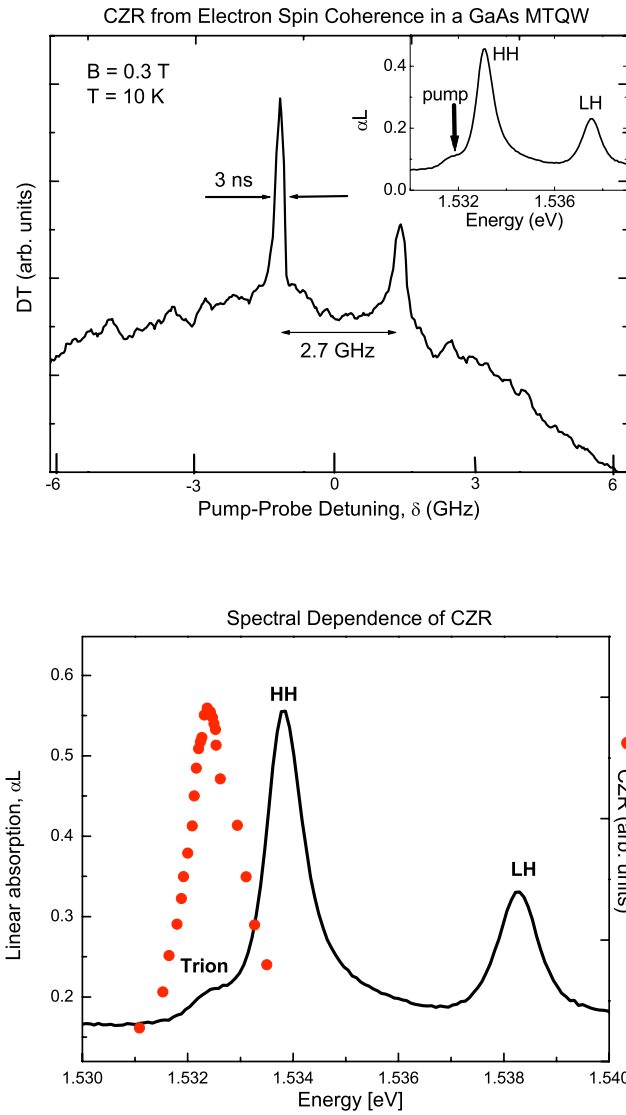 CZR from Electron Spin Coherence in a GaAs MTQW
B = 0.3 T
T = 10 K
3 ns
2.7 GHz
DT (arb. units)
-6
-3
0
3
6
Pump-Probe Detuning, δ (GHz)
HH
LH
pump
αL
0.4
0.2
0.0
1.532
1.536
Energy (eV)
Spectral Dependence of CZR
0.6
0.5
0.4
0.3
0.2
Linear absorption, αL
HH
LH
Trion
CZR (arb. units)
1.530
1.532
1.534
1.536
1.538
1.540
Energy [eV]